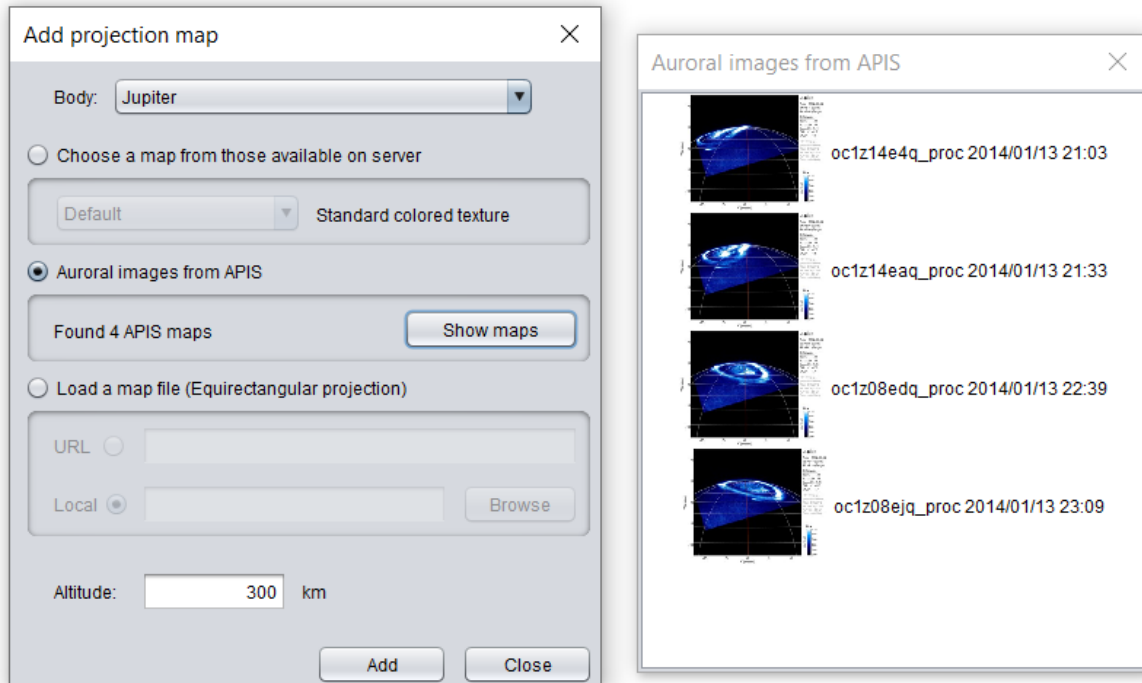 Add projection map
Body: Jupiter
Choose a map from those available on server
Default Standard colored texture
Auroral images from APIS
Found 4 APIS maps Show maps
Load a map file (Equirectangular projection)
URL
Local Browse
Altitude: 300 km
Add Close
Auroral images from APIS
oc1z14e4q_proc 2014/01/13 21:03
oc1z14eaq_proc 2014/01/13 21:33
oc1z08edq_proc 2014/01/13 22:39
oc1z08ejq_proc 2014/01/13 23:09